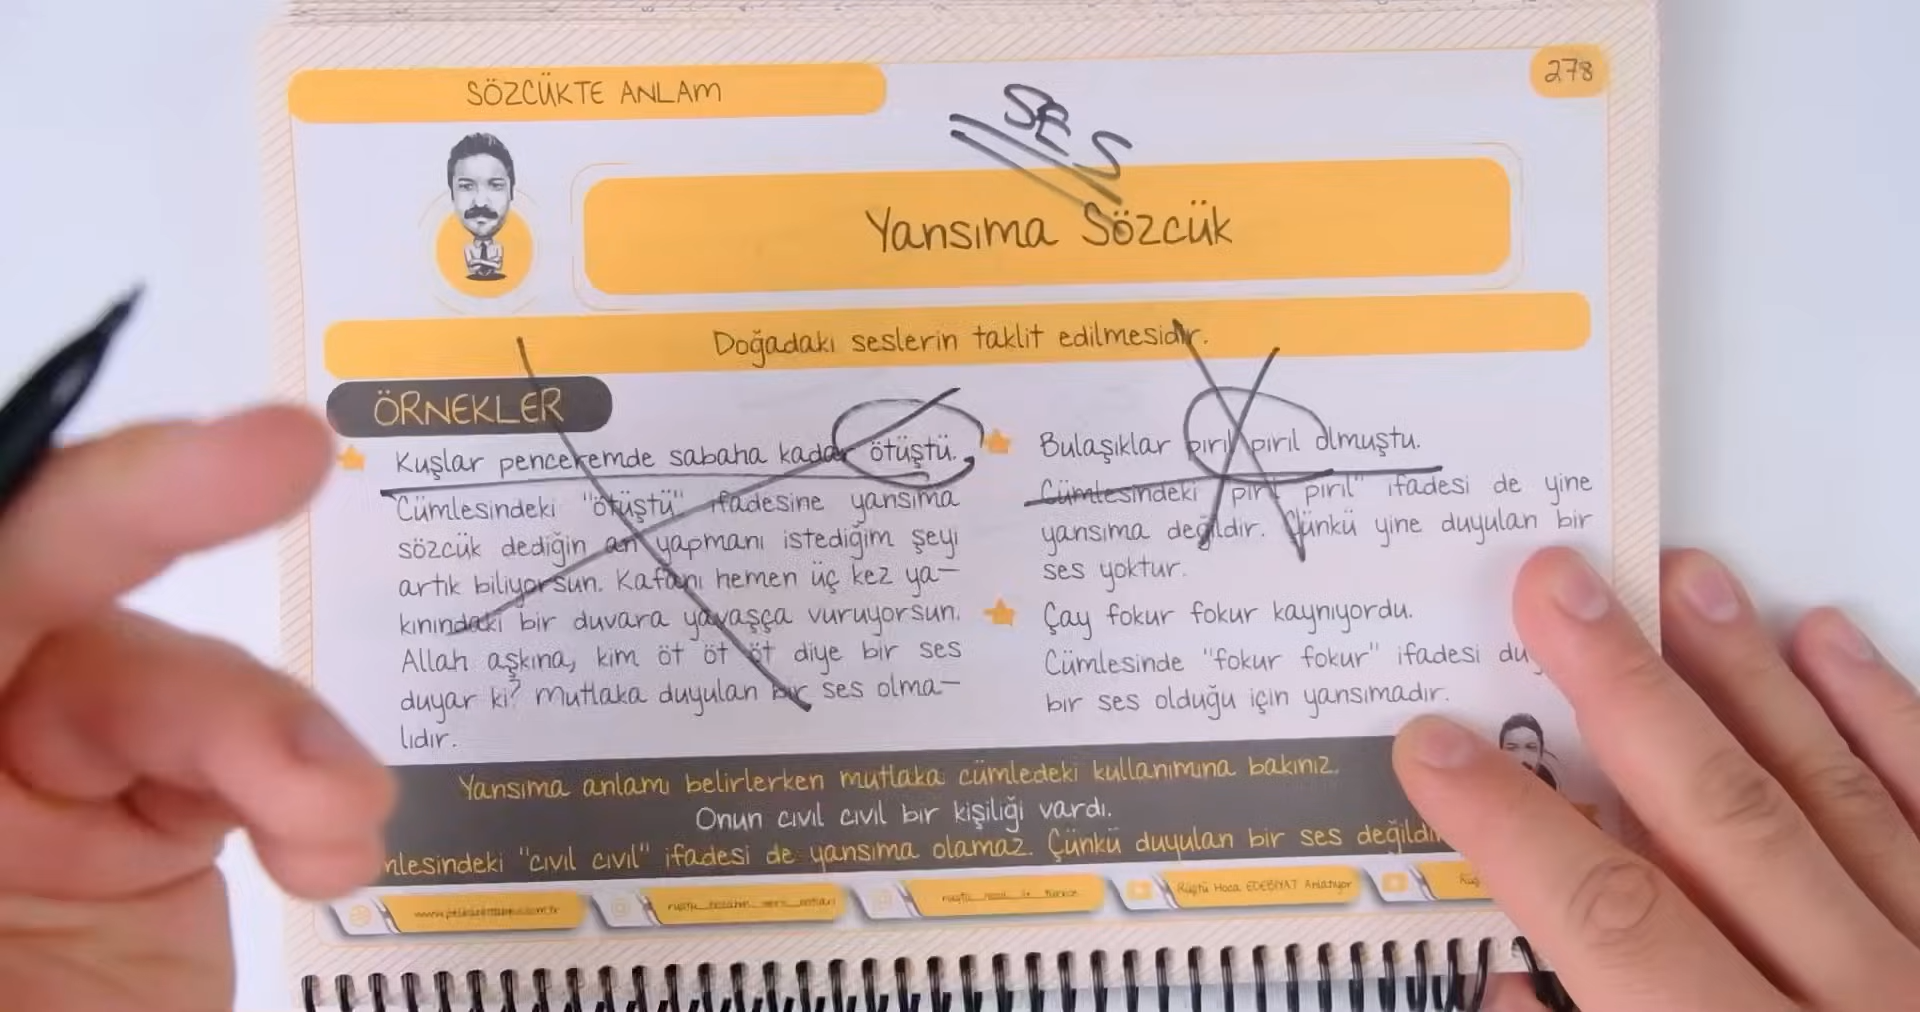 SÖZCÜKTE ANLAM
278
SES
Yansıma Sözcük
Doğadaki seslerin taklit edilmesidir.
ÖRNEKLER
Kuşlar penceremde sabaha kadar ötüştü.
Cümlesindeki "ötüştü" ifadesine yansıma
sözcük dediğin an yapmanı istediğim şeyi
artık biliyorsun. Kafanı hemen üç kez ya-
kınındaki bir duvara yavaşça vuruyorsun.
Allah aşkına, kim öt öt öt diye bir ses
duyar ki? Mutlaka duyulan bir ses olma-
lıdır.
Bulaşıklar pırıl pırıl olmuştu.
Cümlesindeki "pırıl pırıl" ifadesi de yine
yansıma değildir. Çünkü yine duyulan bir
ses yoktur.
Çay fokur fokur kaynıyordu.
Cümlesinde "fokur fokur" ifadesi
bir ses olduğu için yansımadır.
Yansıma anlamı belirlerken mutlaka cümledeki kullanımına bakınız.
Onun cıvıl cıvıl bir kişiliği vardı.
mlesindeki "cıvıl cıvıl" ifadesi de yansıma olamaz. Çünkü duyulan bir ses değildi
Rüştü Hoca EDEBİYAT Anlatıyor